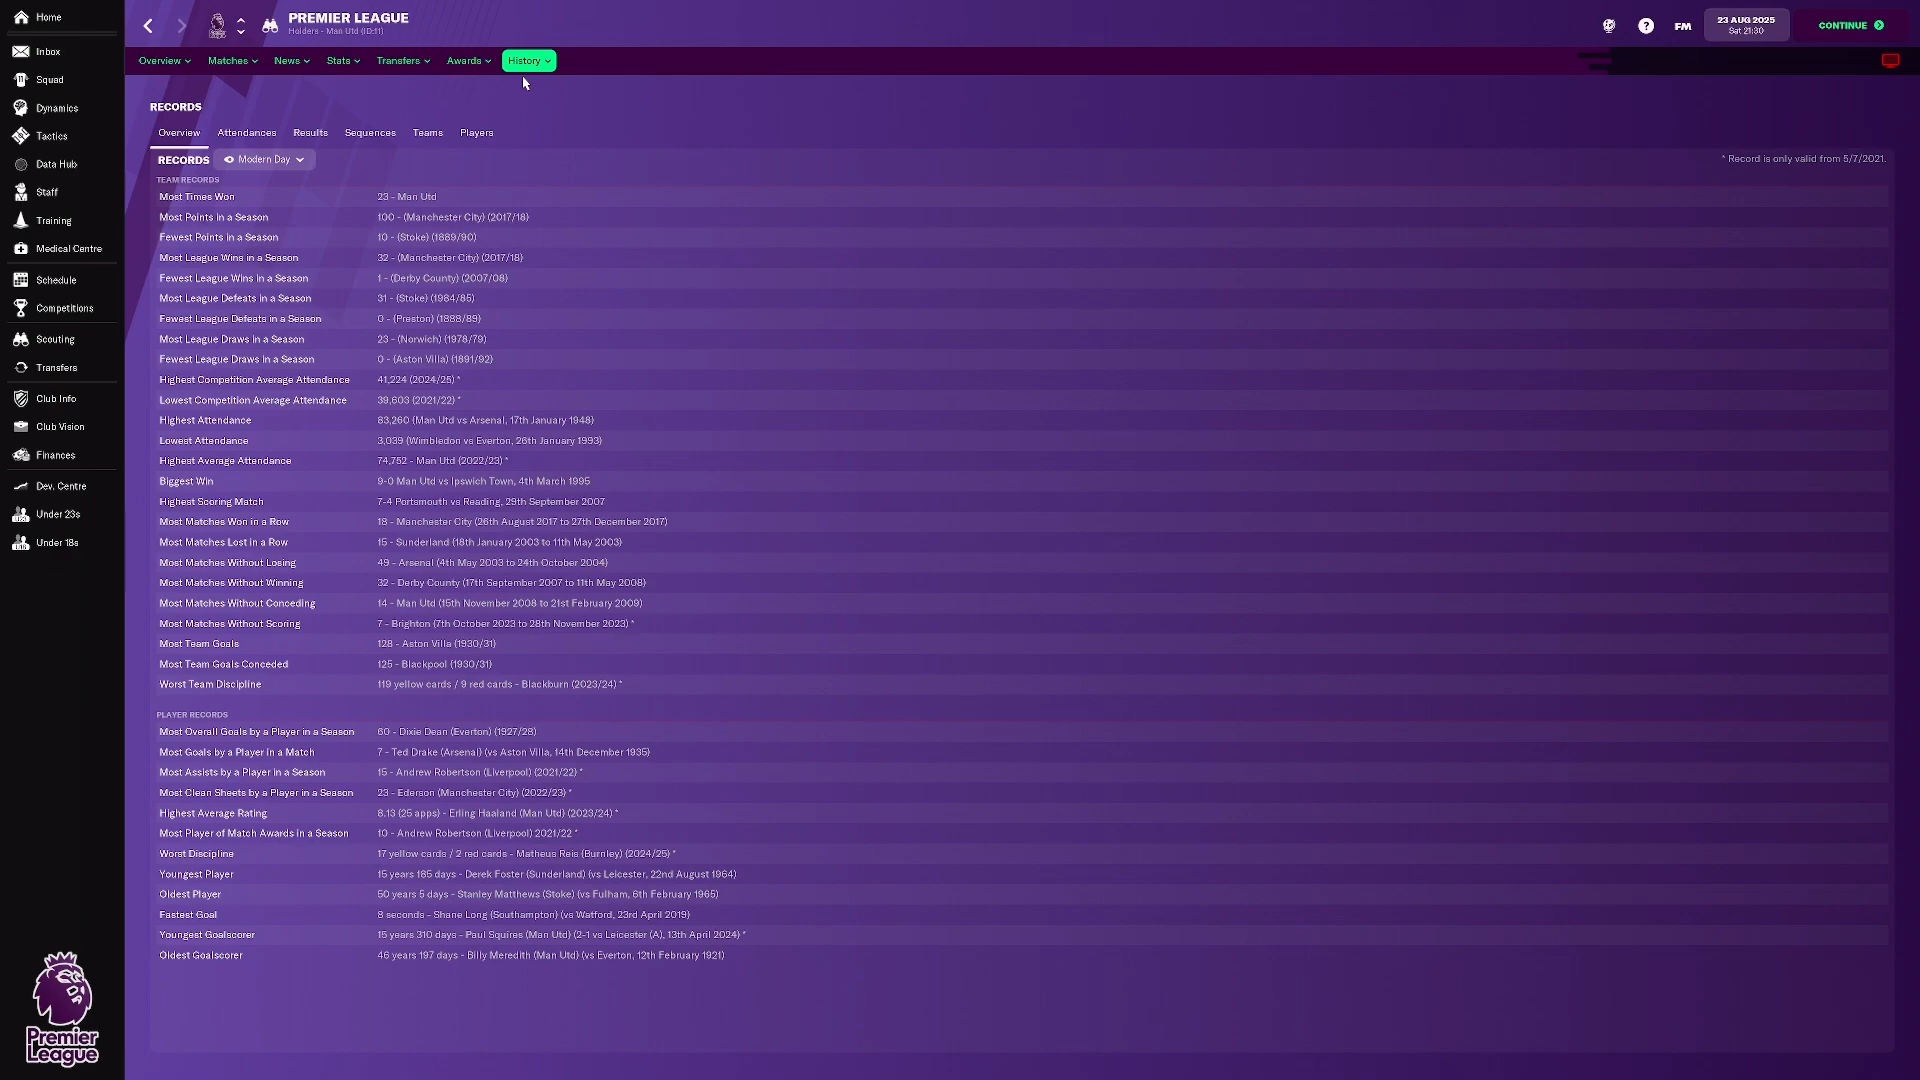 Home
Inbox
Squad
Dynamics
Tactics
Data Hub
Staff
Training
Medical Centre
Schedule
Competitions
Scouting
Transfers
Club Info
Club Vision
Finances
Dev. Centre
Under 23s
Under 18s
Premier
League
PREMIER LEAGUE
Holders - Man Utd (ID:11)
? FM
23 AUG 2025
Sat 21:30
CONTINUE
Overview Matches News Stats Transfers Awards History
RECORDS
Overview Attendances Results Sequences Teams Players
RECORDS Modern Day * Record is only valid from 5/7/2021.
TEAM RECORDS
Most Times Won 23 - Man Utd
Most Points in a Season 100 - (Manchester City) (2017/18)
Fewest Points in a Season 10 - (Stoke) (1889/90)
Most League Wins in a Season 32 - (Manchester City) (2017/18)
Fewest League Wins in a Season 1 - (Derby County) (2007/08)
Most League Defeats in a Season 31 - (Stoke) (1984/85)
Fewest League Defeats in a Season 0 - (Preston) (1888/89)
Most League Draws in a Season 23 - (Norwich) (1978/79)
Fewest League Draws in a Season 0 - (Aston Villa) (1891/92)
Highest Competition Average Attendance 41,224 (2024/25) *
Lowest Competition Average Attendance 39,603 (2021/22) *
Highest Attendance 83,260 (Man Utd vs Arsenal, 17th January 1948)
Lowest Attendance 3,039 (Wimbledon vs Everton, 26th January 1993)
Highest Average Attendance 74,752 - Man Utd (2022/23) *
Biggest Win 9-0 Man Utd vs Ipswich Town, 4th March 1995
Highest Scoring Match 7-4 Portsmouth vs Reading, 29th September 2007
Most Matches Won in a Row 18 - Manchester City (26th August 2017 to 27th December 2017)
Most Matches Lost in a Row 15 - Sunderland (18th January 2003 to 11th May 2003)
Most Matches Without Losing 49 - Arsenal (4th May 2003 to 24th October 2004)
Most Matches Without Winning 32 - Derby County (17th September 2007 to 11th May 2008)
Most Matches Without Conceding 14 - Man Utd (15th November 2008 to 21st February 2009)
Most Matches Without Scoring 7 - Brighton (7th October 2023 to 28th November 2023) *
Most Team Goals 128 - Aston Villa (1930/31)
Most Team Goals Conceded 125 - Blackpool (1930/31)
Worst Team Discipline 119 yellow cards / 9 red cards - Blackburn (2023/24) *
PLAYER RECORDS
Most Overall Goals by a Player in a Season 60 - Dixie Dean (Everton) (1927/28)
Most Goals by a Player in a Match 7 - Ted Drake (Arsenal) (vs Aston Villa, 14th December 1935)
Most Assists by a Player in a Season 15 - Andrew Robertson (Liverpool) (2021/22) *
Most Clean Sheets by a Player in a Season 23 - Ederson (Manchester City) (2022/23) *
Highest Average Rating 8.13 (25 apps) - Erling Haaland (Man Utd) (2023/24) *
Most Player of Match Awards in a Season 10 - Andrew Robertson (Liverpool) 2021/22 *
Worst Discipline 17 yellow cards / 2 red cards - Matheus Reis (Burnley) (2024/25) *
Youngest Player 15 years 185 days - Derek Foster (Sunderland) (vs Leicester, 22nd August 1964)
Oldest Player 50 years 5 days - Stanley Matthews (Stoke) (vs Fulham, 6th February 1965)
Fastest Goal 8 seconds - Shane Long (Southampton) (vs Watford, 23rd April 2019)
Youngest Goalscorer 15 years 310 days - Paul Squires (Man Utd) (2-1 vs Leicester (A), 13th April 2024) *
Oldest Goalscorer 46 years 197 days - Billy Meredith (Man Utd) (vs Everton, 12th February 1921)